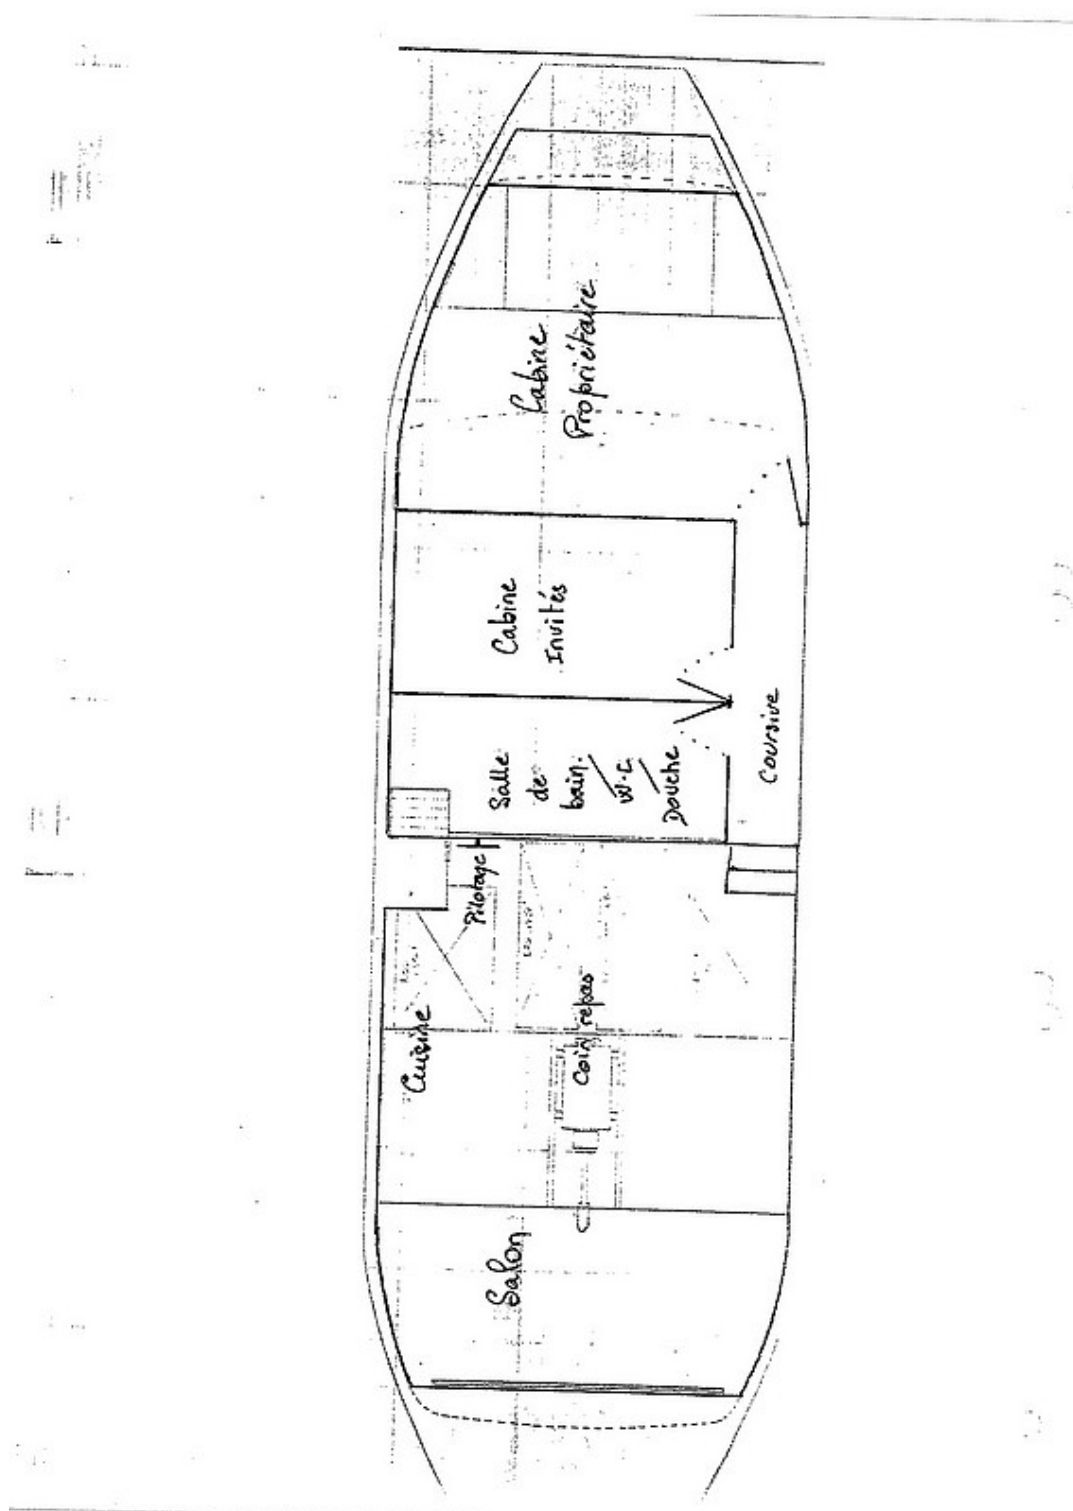 Cabine
Propriétaire
Cabine
Invités
Salle
de
bain/
W.C.
Douche
Coursive
Pilotage
Cuisine
Coin repas
Salon